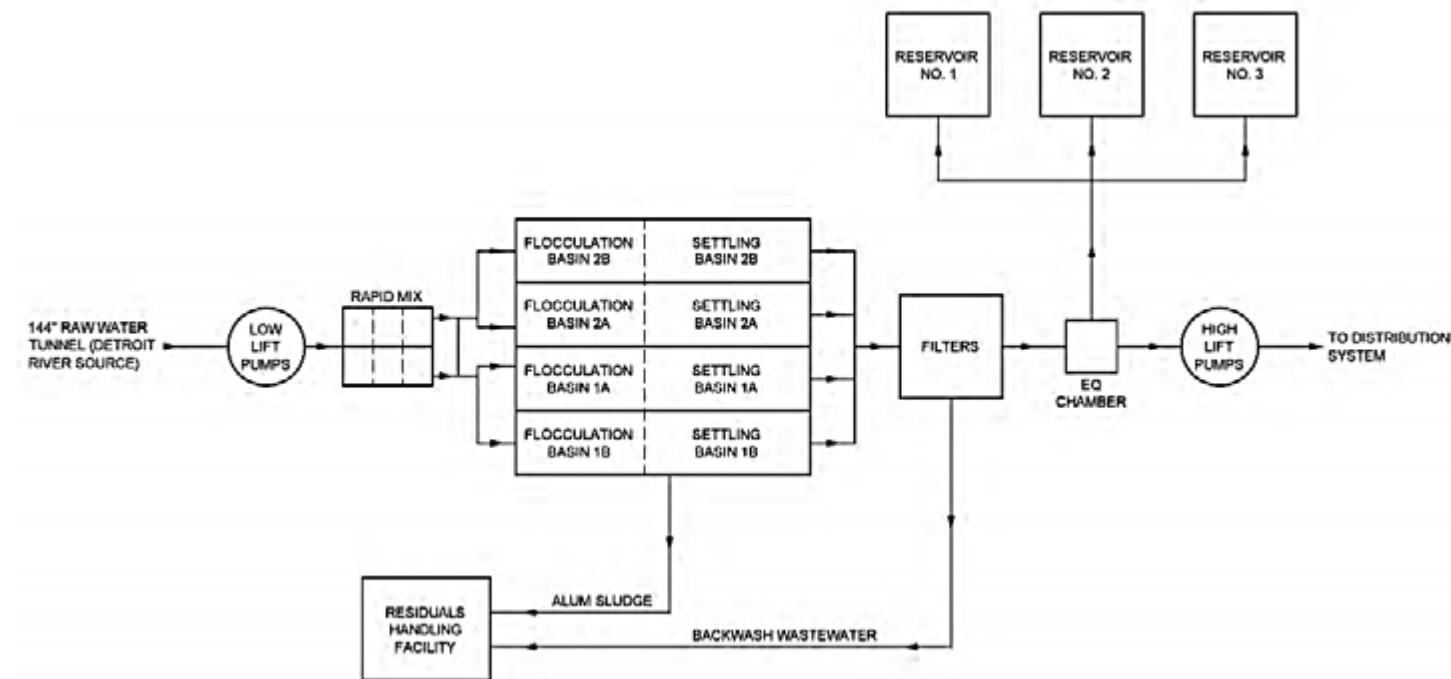 RESERVOIR
NO. 1
RESERVOIR
NO. 2
RESERVOIR
NO. 3
144" RAW WATER
TUNNEL (DETROIT
RIVER SOURCE)
LOW
LIFT
PUMPS
RAPID MIX
FLOCCULATION
BASIN 2B
SETTLING
BASIN 2B
FLOCCULATION
BASIN 2A
SETTLING
BASIN 2A
FLOCCULATION
BASIN 1A
SETTLING
BASIN 1A
FLOCCULATION
BASIN 1B
SETTLING
BASIN 1B
FILTERS
EQ
CHAMBER
HIGH
LIFT
PUMPS
TO DISTRIBUTION
SYSTEM
RESIDUALS
HANDLING
FACILITY
ALUM SLUDGE
BACKWASH WASTEWATER